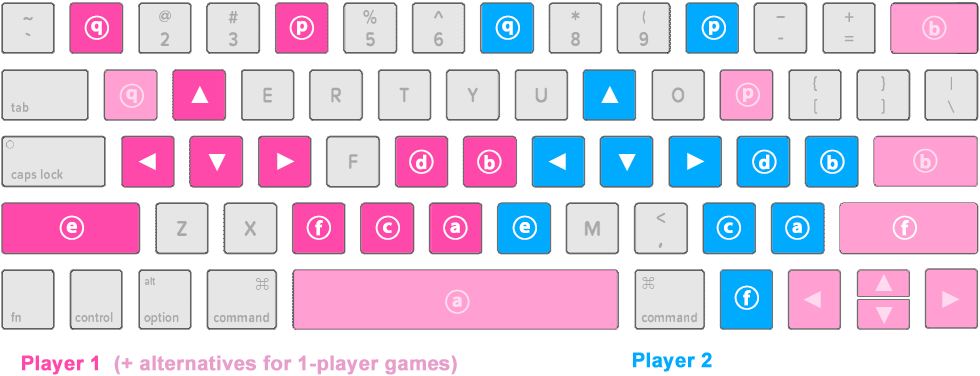 ~ @ # % ^ * ( – + 
` ⓠ 2 3 ⓟ 5 6 ⓠ 8 9 ⓟ - = ⓑ
{ } |
tab ⓠ ▲ E R T Y U ▲ O ⓟ [ ] \
caps lock ◀ ▼ ▶ F ⓓ ⓑ ◀ ▼ ▶ ⓓ ⓑ ⓑ
<
ⓔ Z X ⓕ ⓒ ⓐ ⓔ M , ⓒ ⓐ ⓕ
alt ⌘ ⌘
fn control option command ⓐ command ⓕ ◀ ▲ ▼ ▶
Player 1 (+ alternatives for 1-player games) Player 2